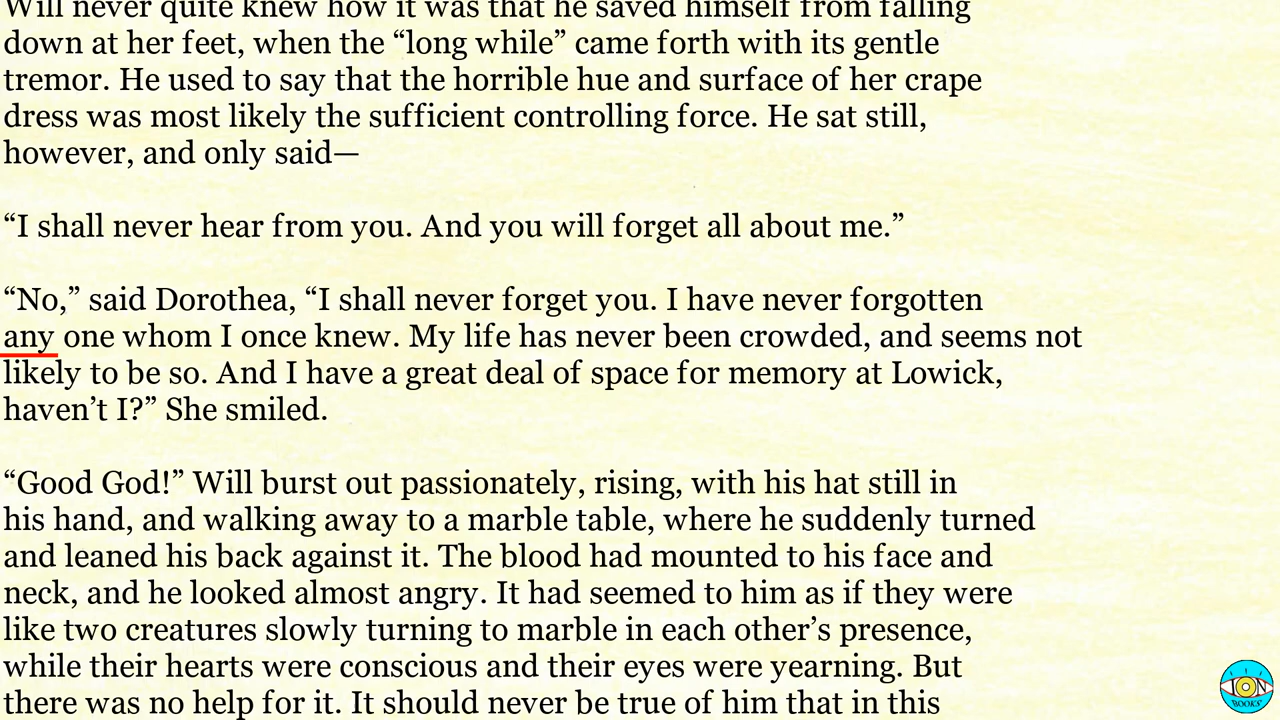 Will never quite knew how it was that he saved himself from falling
down at her feet, when the “long while” came forth with its gentle
tremor. He used to say that the horrible hue and surface of her crape
dress was most likely the sufficient controlling force. He sat still,
however, and only said—
“I shall never hear from you. And you will forget all about me.”
“No,” said Dorothea, “I shall never forget you. I have never forgotten
any one whom I once knew. My life has never been crowded, and seems not
likely to be so. And I have a great deal of space for memory at Lowick,
haven’t I?” She smiled.
“Good God!” Will burst out passionately, rising, with his hat still in
his hand, and walking away to a marble table, where he suddenly turned
and leaned his back against it. The blood had mounted to his face and
neck, and he looked almost angry. It had seemed to him as if they were
like two creatures slowly turning to marble in each other’s presence,
while their hearts were conscious and their eyes were yearning. But
there was no help for it. It should never be true of him that in this
ION
BOOKS